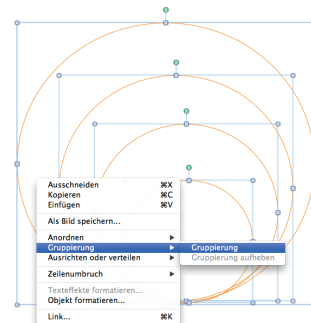 Ausschneiden ⌘X
Kopieren ⌘C
Einfügen ⌘V
Als Bild speichern...
Anordnen
Gruppierung
Gruppierung
Ausrichten oder verteilen
Gruppierung aufheben
Zeilenumbruch
Texteffekte formatieren...
Objekt formatieren...
Link... ⌘K